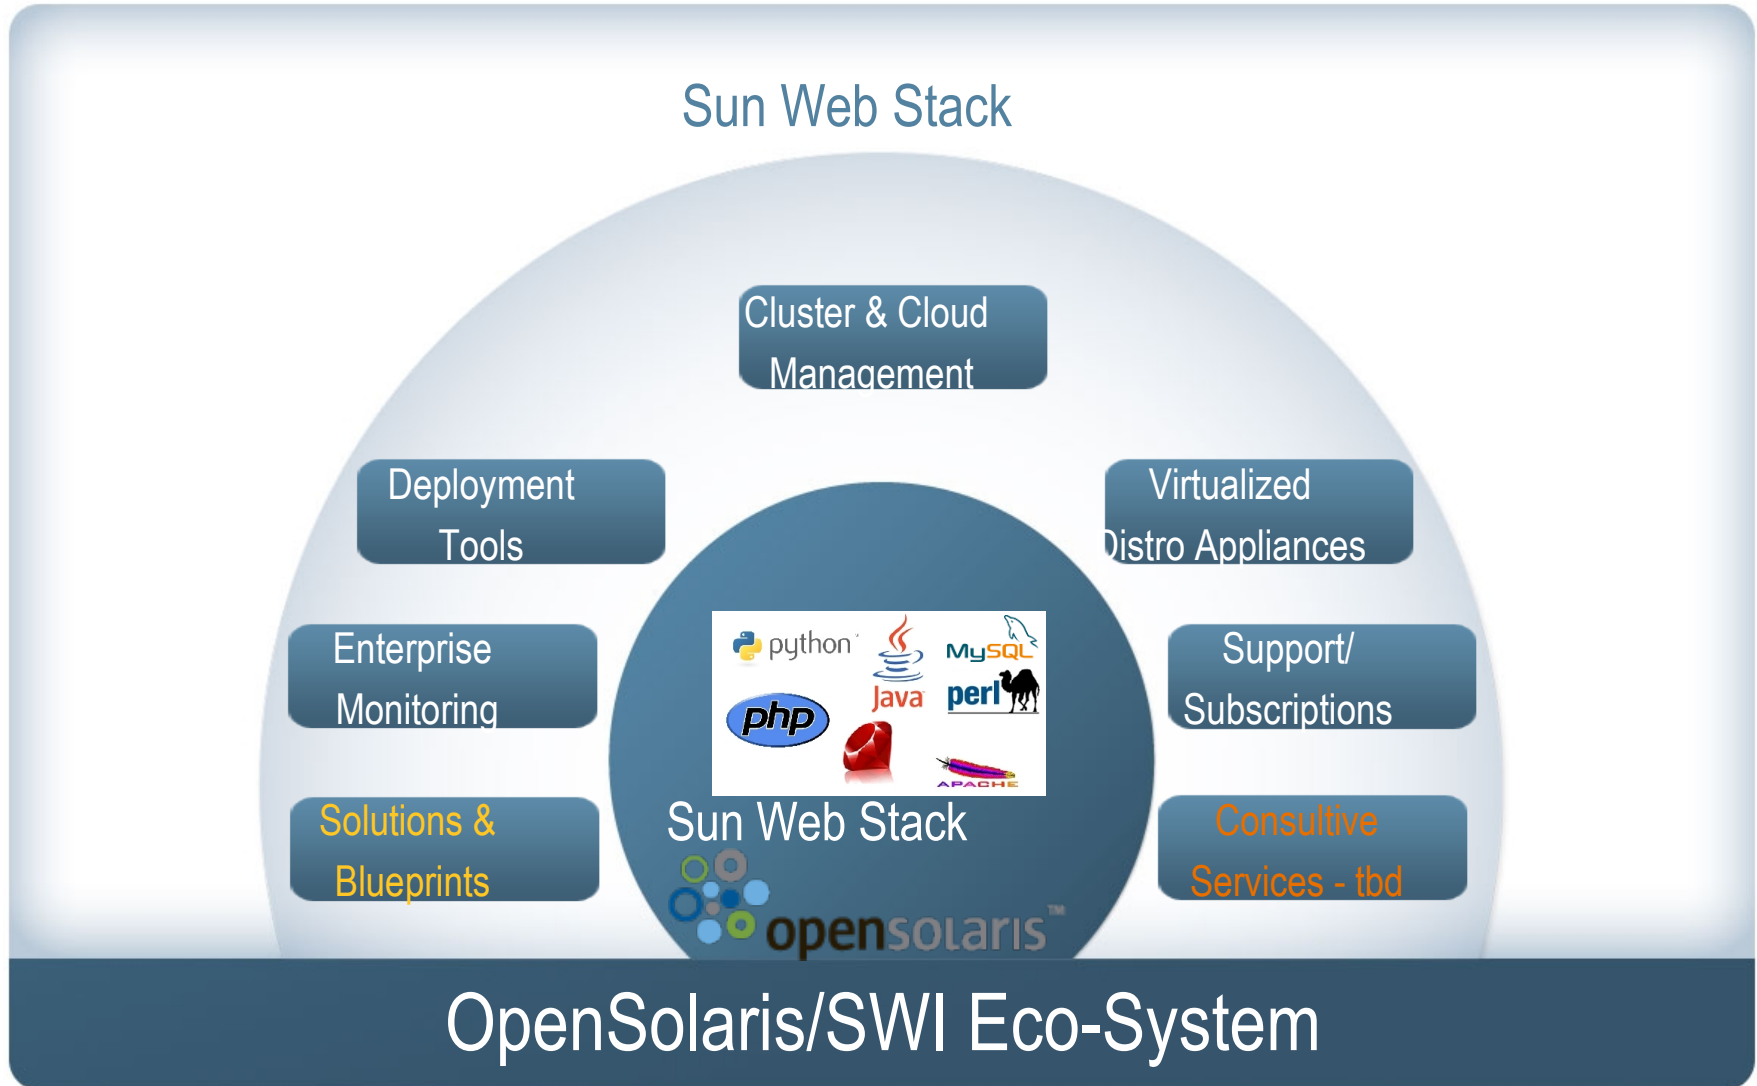 Sun Web Stack
Cluster & Cloud
Management
Deployment
Tools
Virtualized
Distro Appliances
Enterprise
Monitoring
Support/
Subscriptions
Solutions &
Blueprints
Consultive
Services - tbd
python
Java
MySQL
perl
php
APACHE
Sun Web Stack
opensolaris™
OpenSolaris/SWI Eco-System